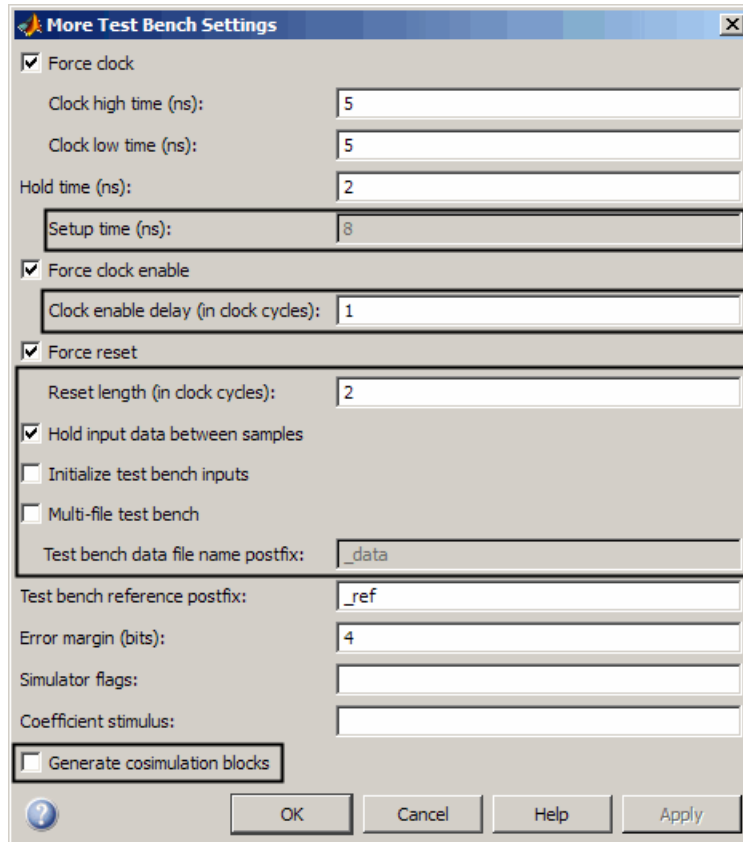 More Test Bench Settings
Force clock
Clock high time (ns): 5
Clock low time (ns): 5
Hold time (ns): 2
Setup time (ns): 8
Force clock enable
Clock enable delay (in clock cycles): 1
Force reset
Reset length (in clock cycles): 2
Hold input data between samples
Initialize test bench inputs
Multi-file test bench
Test bench data file name postfix: _data
Test bench reference postfix: _ref
Error margin (bits): 4
Simulator flags:
Coefficient stimulus:
Generate cosimulation blocks
? OK Cancel Help Apply